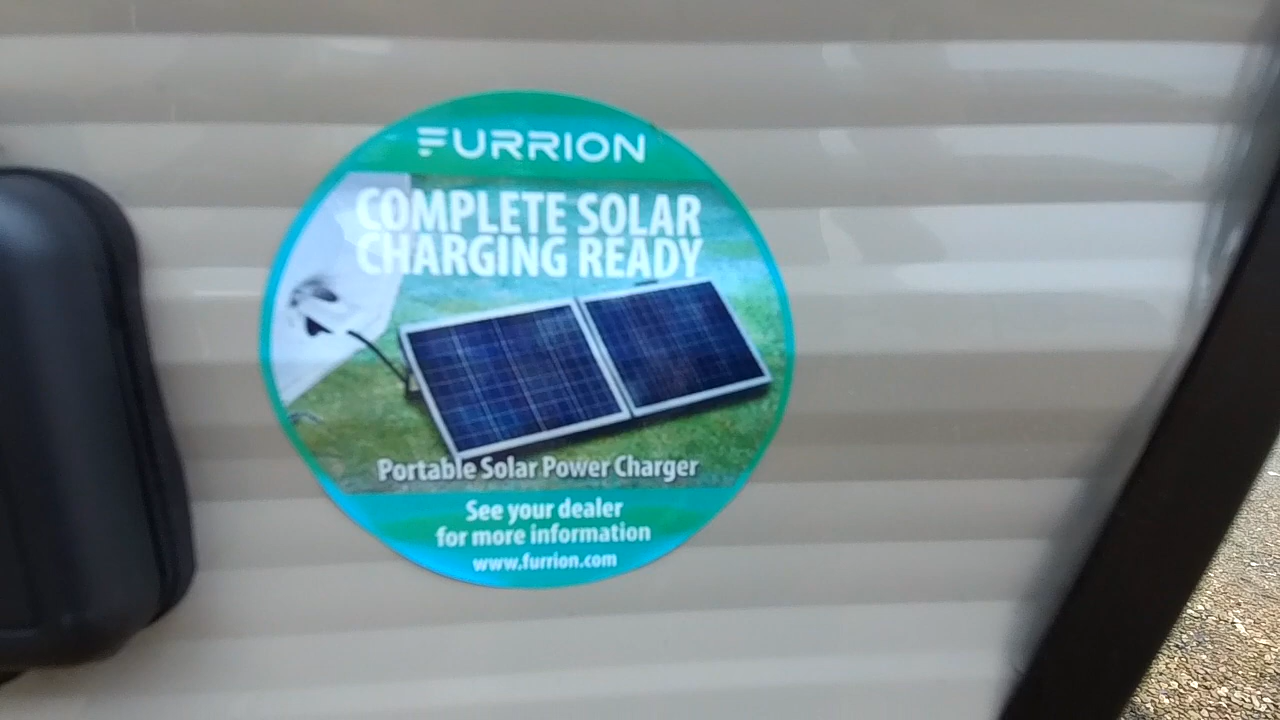 FURRION
COMPLETE SOLAR
CHARGING READY
Portable Solar Power Charger
See your dealer
for more information
www.furrion.com